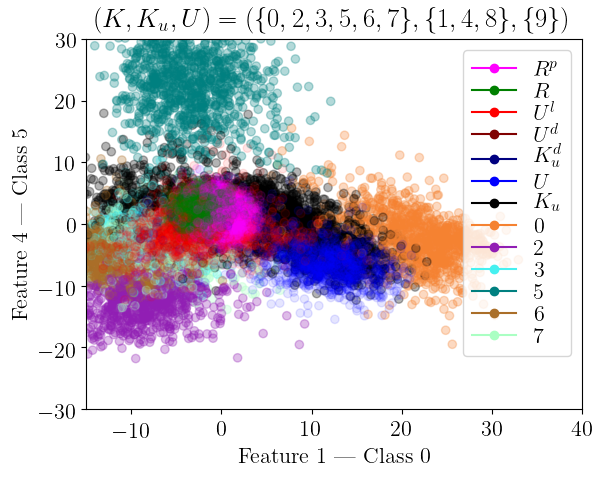 (K, K_u, U) = ({0, 2, 3, 5, 6, 7}, {1, 4, 8}, {9})
30
20
10
0
−10
−20
−30
Feature 4 — Class 5
−10
0
10
20
30
40
Feature 1 — Class 0
R^p
R
U^l
U^d
K_u^d
U
K_u
0
2
3
5
6
7